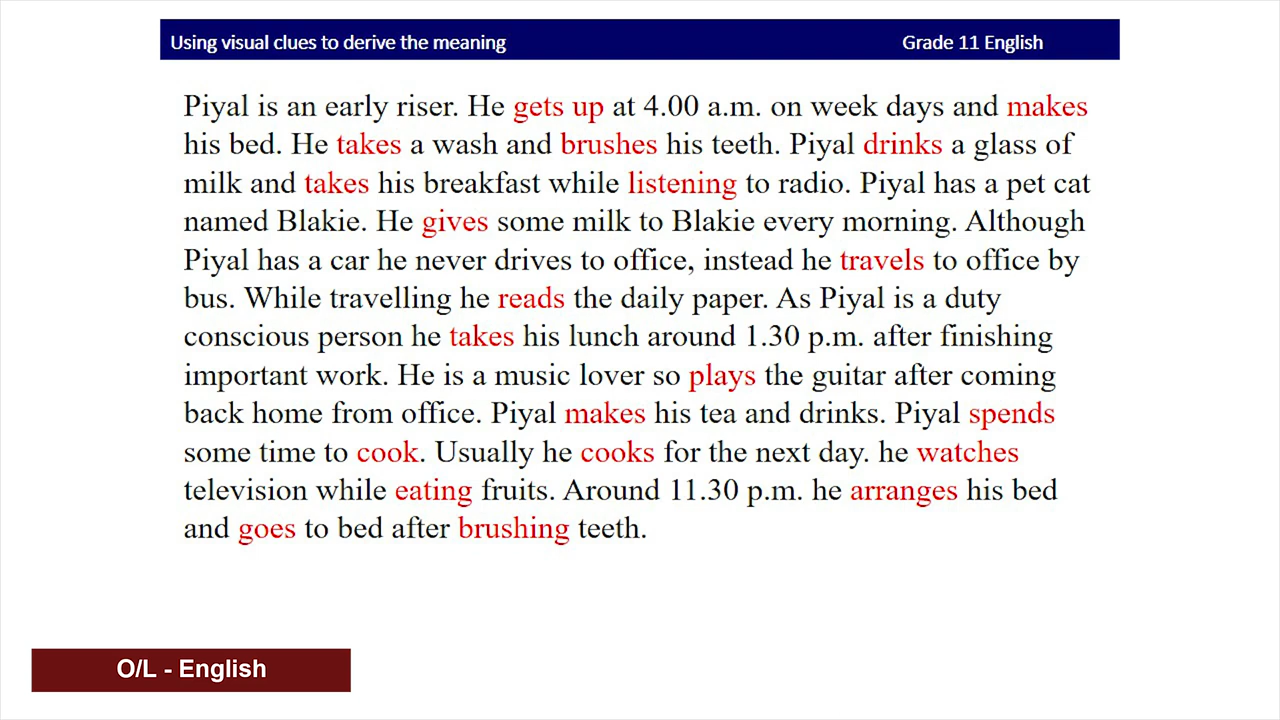 Using visual clues to derive the meaning Grade 11 English
Piyal is an early riser. He gets up at 4.00 a.m. on week days and makes
his bed. He takes a wash and brushes his teeth. Piyal drinks a glass of
milk and takes his breakfast while listening to radio. Piyal has a pet cat
named Blakie. He gives some milk to Blakie every morning. Although
Piyal has a car he never drives to office, instead he travels to office by
bus. While travelling he reads the daily paper. As Piyal is a duty
conscious person he takes his lunch around 1.30 p.m. after finishing
important work. He is a music lover so plays the guitar after coming
back home from office. Piyal makes his tea and drinks. Piyal spends
some time to cook. Usually he cooks for the next day. he watches
television while eating fruits. Around 11.30 p.m. he arranges his bed
and goes to bed after brushing teeth.
O/L - English